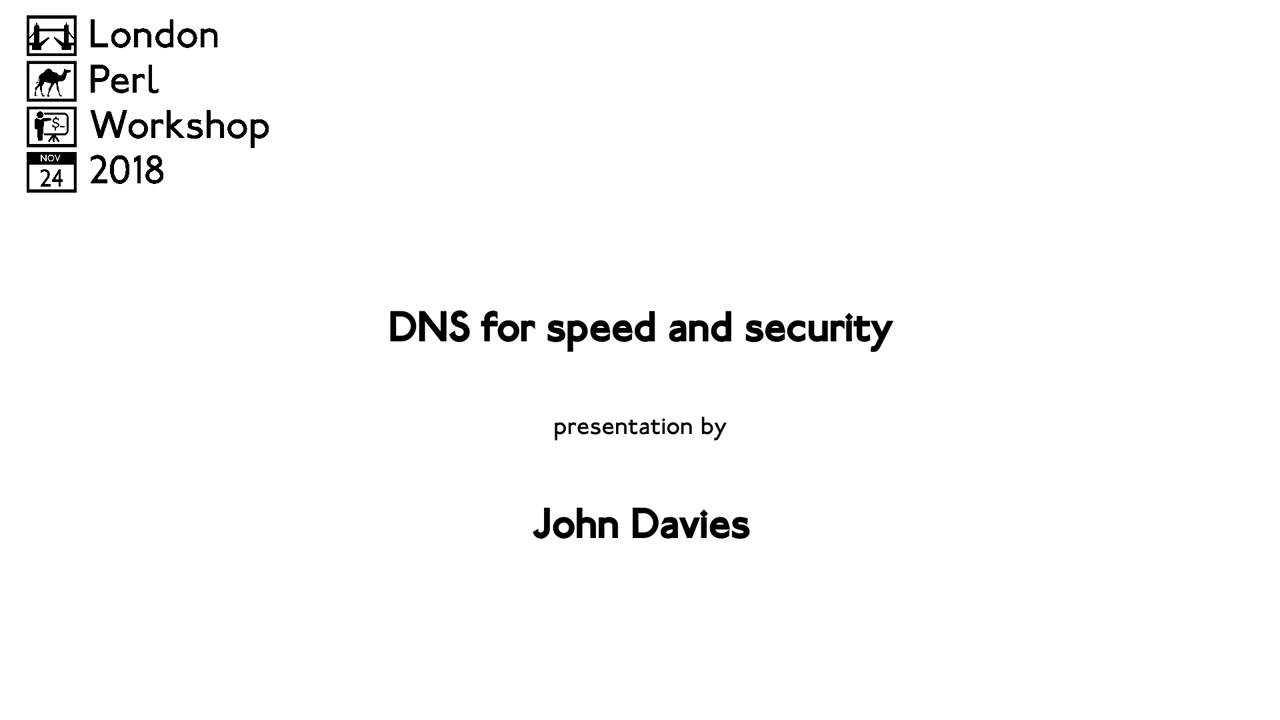 London
Perl
$_
Workshop
NOV
24
2018
DNS for speed and security
presentation by
John Davies